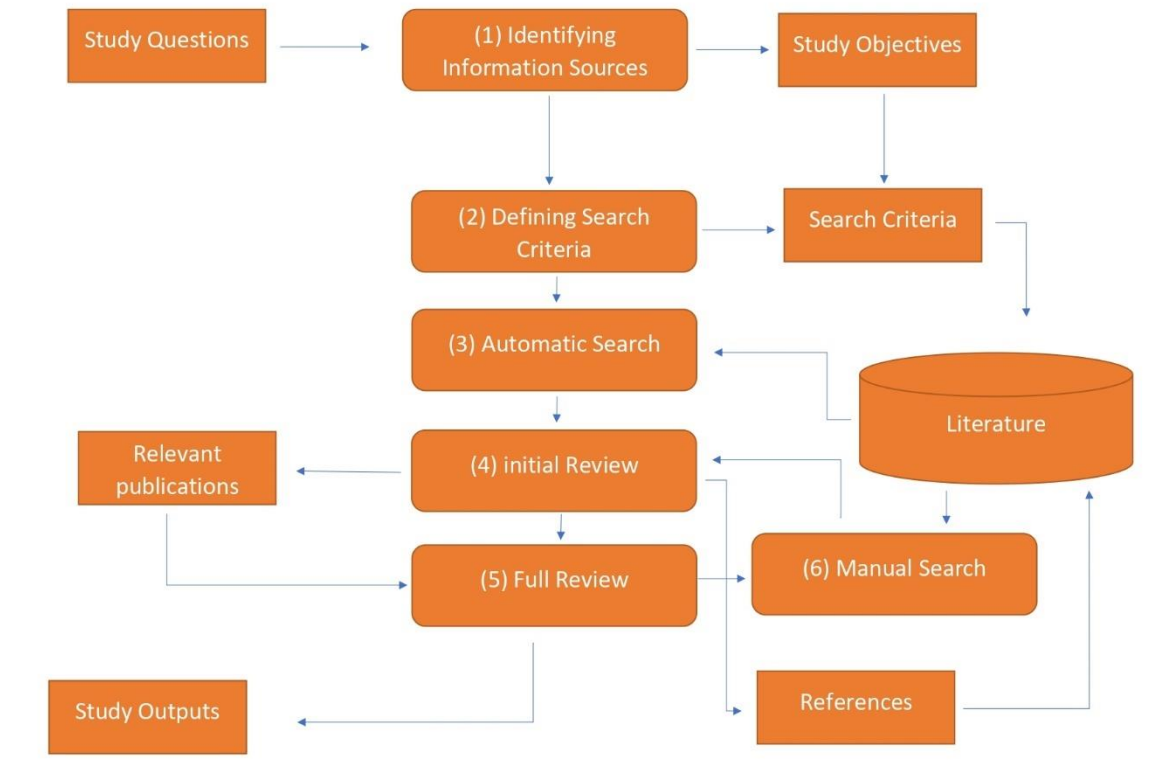 Study Questions
(1) Identifying
Information Sources
Study Objectives
(2) Defining Search
Criteria
Search Criteria
(3) Automatic Search
Literature
Relevant
publications
(4) initial Review
(5) Full Review
(6) Manual Search
Study Outputs
References